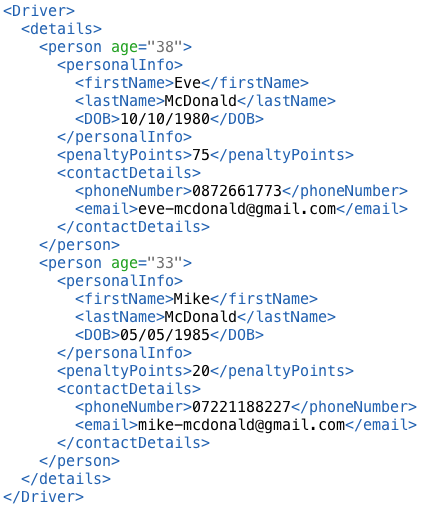 <Driver>
  <details>
    <person age="38">
      <personalInfo>
        <firstName>Eve</firstName>
        <lastName>McDonald</lastName>
        <DOB>10/10/1980</DOB>
      </personalInfo>
      <penaltyPoints>75</penaltyPoints>
      <contactDetails>
        <phoneNumber>0872661773</phoneNumber>
        <email>eve-mcdonald@gmail.com</email>
      </contactDetails>
    </person>
    <person age="33">
      <personalInfo>
        <firstName>Mike</firstName>
        <lastName>McDonald</lastName>
        <DOB>05/05/1985</DOB>
      </personalInfo>
      <penaltyPoints>20</penaltyPoints>
      <contactDetails>
        <phoneNumber>07221188227</phoneNumber>
        <email>mike-mcdonald@gmail.com</email>
      </contactDetails>
    </person>
  </details>
</Driver>